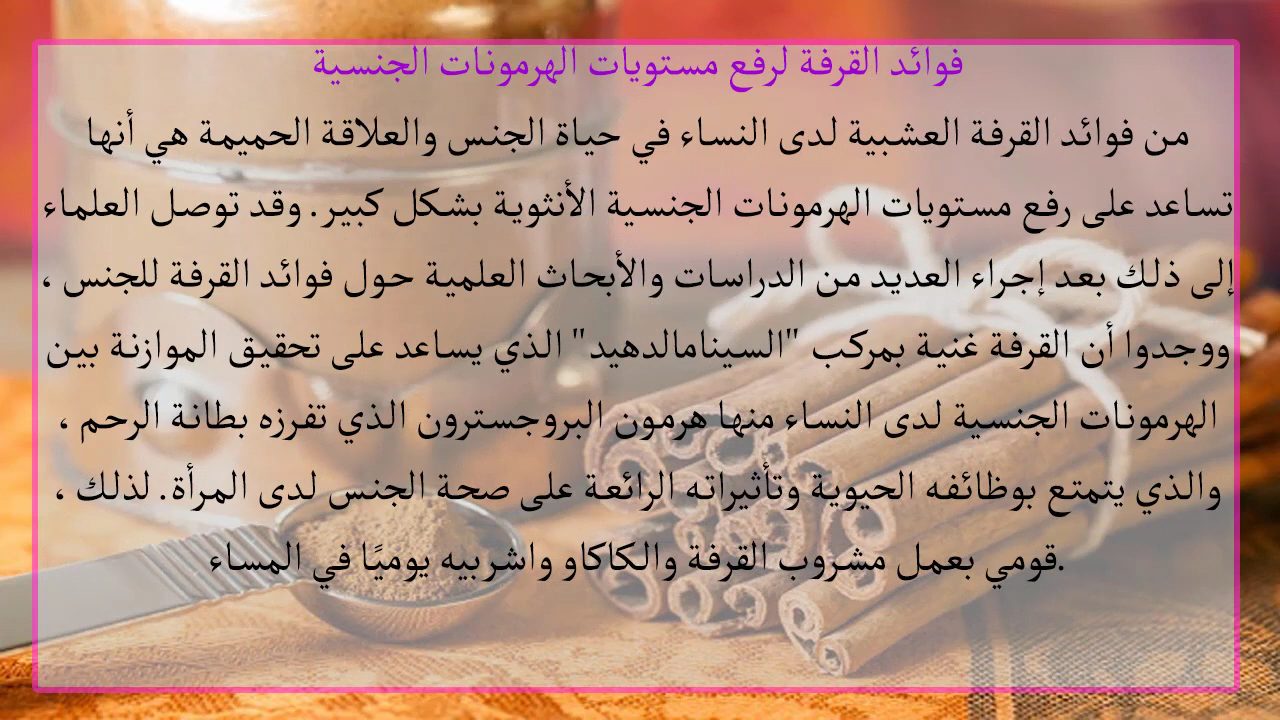 فوائد القرفة لرفع مستويات الهرمونات الجنسية
من فوائد القرفة العشبية لدى النساء في حياة الجنس والعلاقة الحميمة هي أنها
تساعد على رفع مستويات الهرمونات الجنسية الأنثوية بشكل كبير. وقد توصل العلماء
إلى ذلك بعد إجراء العديد من الدراسات والأبحاث العلمية حول فوائد القرفة للجنس ،
ووجدوا أن القرفة غنية بمركب "السينامالدهيد" الذي يساعد على تحقيق الموازنة بين
الهرمونات الجنسية لدى النساء منها هرمون البروجسترون الذي تفرزه بطانة الرحم ،
والذي يتمتع بوظائفه الحيوية وتأثيراته الرائعة على صحة الجنس لدى المرأة. لذلك ،
.قومي بعمل مشروب القرفة والكاكاو واشربيه يوميًا في المساء